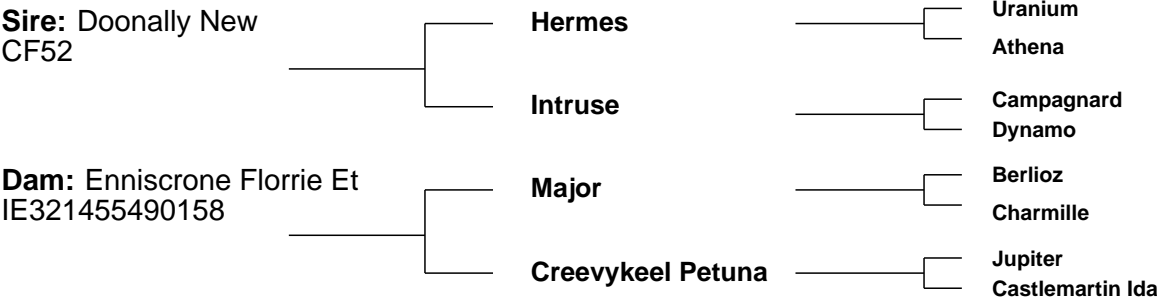 Sire: Doonally New
CF52
Hermes
Intruse
Uranium
Athena
Campagnard
Dynamo
Dam: Enniscrone Florrie Et
IE321455490158
Major
Creevykeel Petuna
Berlioz
Charmille
Jupiter
Castlemartin Ida